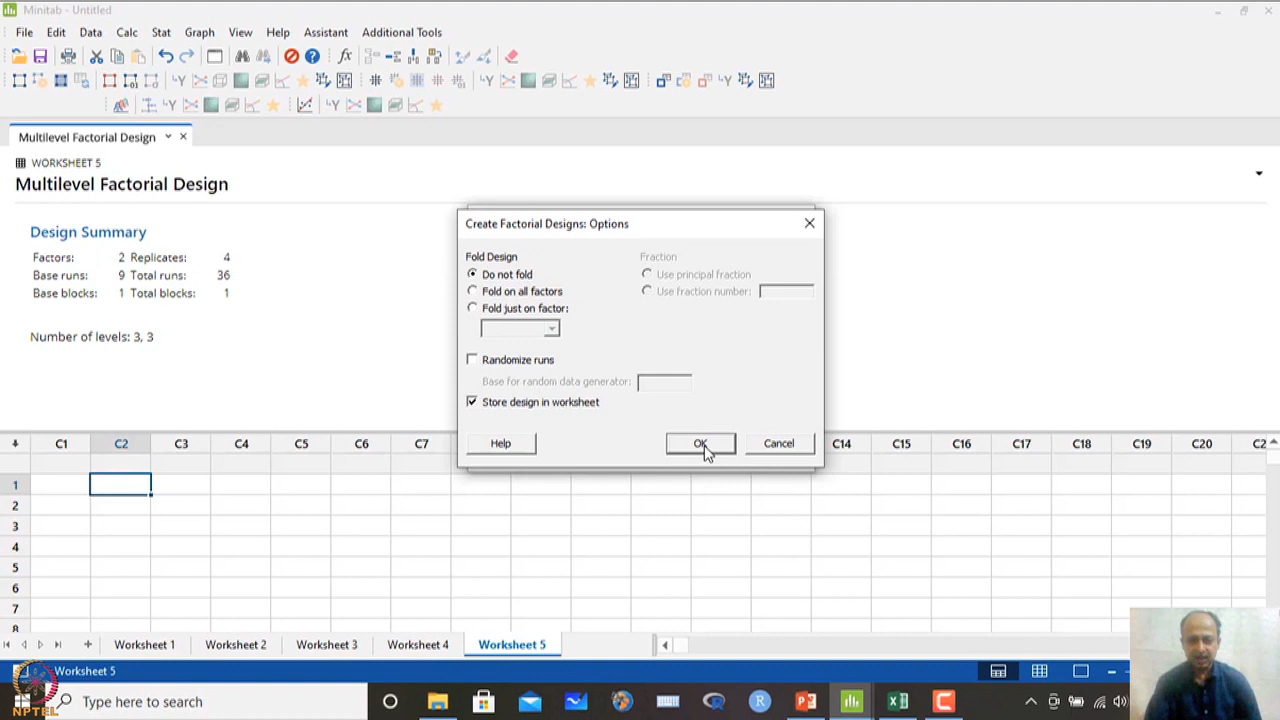 Minitab - Untitled
File Edit Data Calc Stat Graph View Help Assistant Additional Tools
Multilevel Factorial Design
WORKSHEET 5
Multilevel Factorial Design
Design Summary
Factors: 2 Replicates: 4
Base runs: 9 Total runs: 36
Base blocks: 1 Total blocks: 1
Number of levels: 3, 3
Create Factorial Designs: Options
Fold Design
Do not fold
Fold on all factors
Fold just on factor:
Fraction
Use principal fraction
Use fraction number:
Randomize runs
Base for random data generator:
Store design in worksheet
Help OK Cancel
C1 C2 C3 C4 C5 C6 C7 C14 C15 C16 C17 C18 C19 C20 C2
1
2
3
4
5
6
7
8
Worksheet 1 Worksheet 2 Worksheet 3 Worksheet 4 Worksheet 5
Worksheet 5
Type here to search
NPTEL